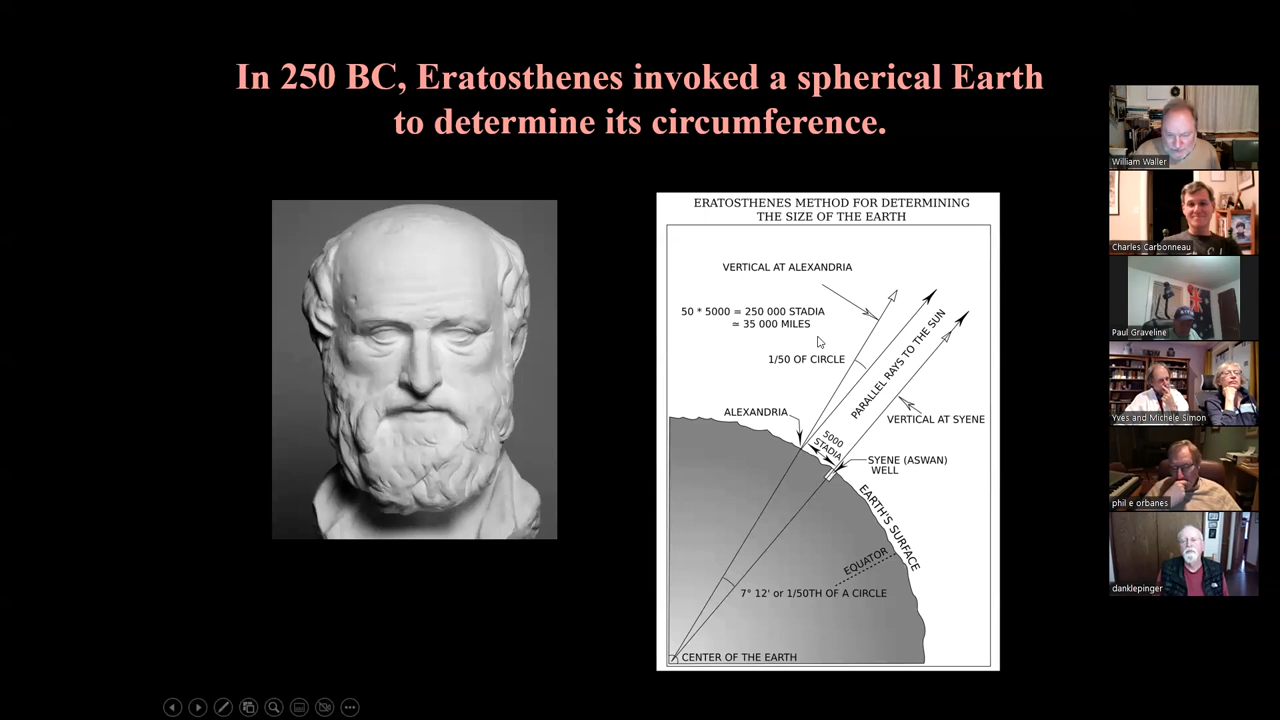 In 250 BC, Eratosthenes invoked a spherical Earth
to determine its circumference.
ERATOSTHENES METHOD FOR DETERMINING
THE SIZE OF THE EARTH
VERTICAL AT ALEXANDRIA
50 * 5000 = 250 000 STADIA
≃ 35 000 MILES
1/50 OF CIRCLE
PARALLEL RAYS TO THE SUN
ALEXANDRIA
VERTICAL AT SYENE
5000
STADIA
SYENE (ASWAN)
WELL
EARTH'S SURFACE
EQUATOR
7° 12' or 1/50TH OF A CIRCLE
CENTER OF THE EARTH
William Waller
Charles Carbonneau
Paul Graveline
Yves and Michèle Simon
phil e orbanes
danklepinger